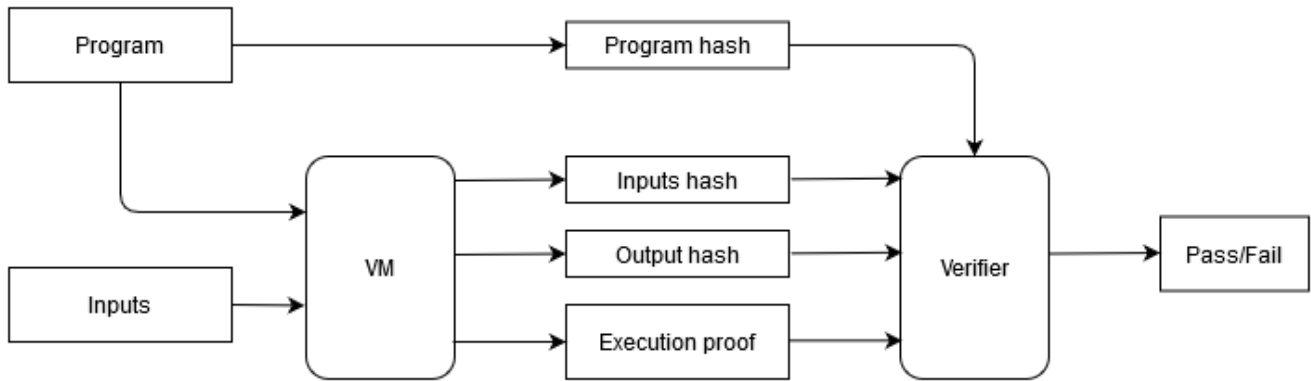 Program
Program hash
Inputs hash
VM
Output hash
Verifier
Pass/Fail
Inputs
Execution proof